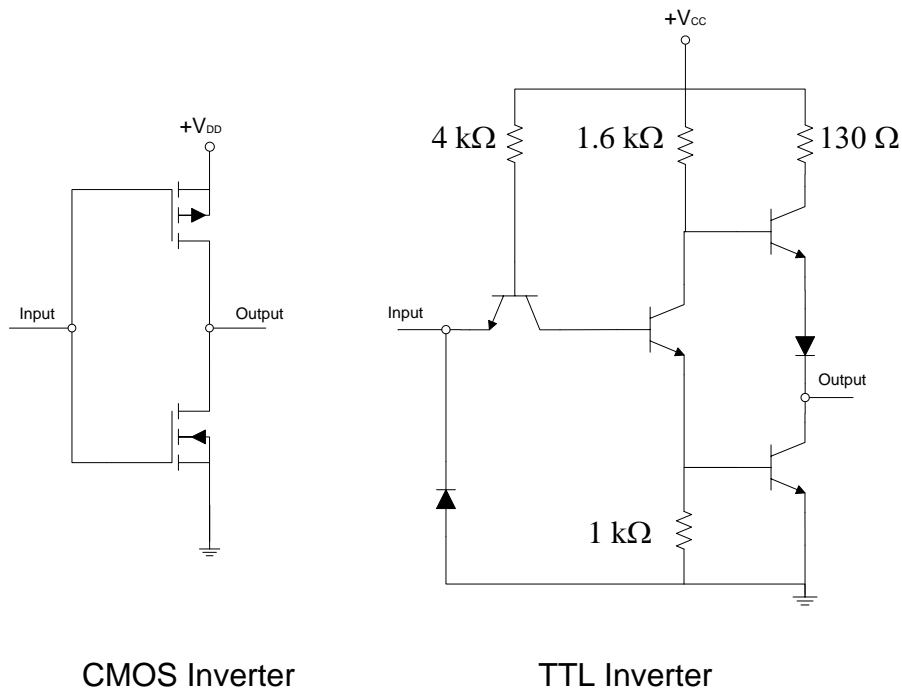 +VCC
4 kΩ
1.6 kΩ
130 Ω
+VDD
Input
Output
Input
Output
1 kΩ
CMOS Inverter
TTL Inverter